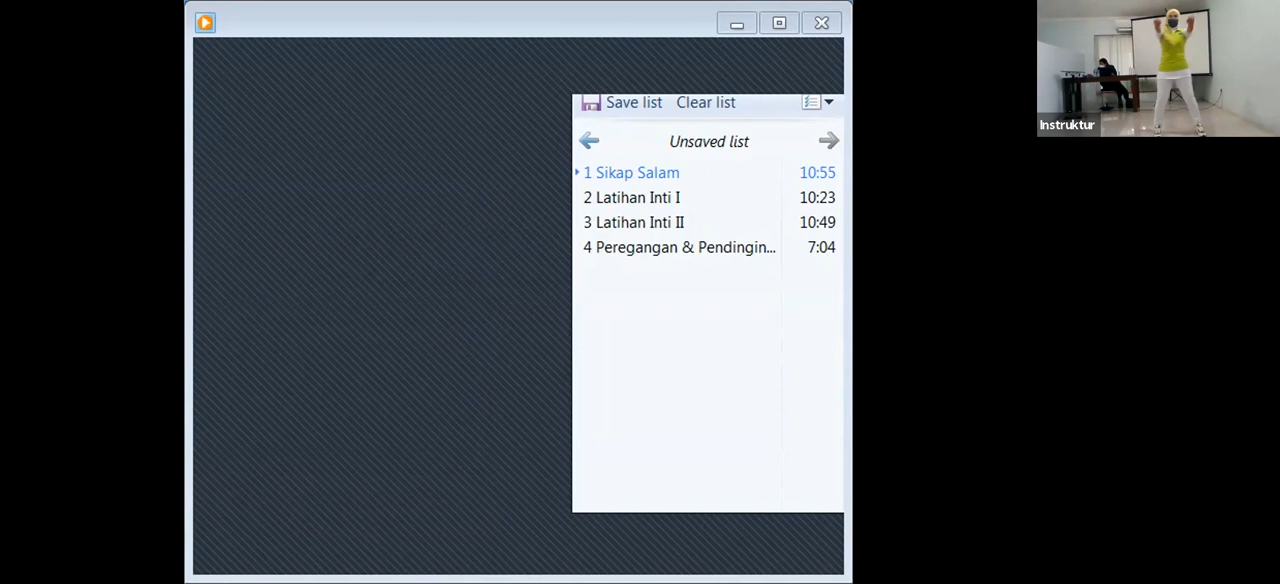 Save list Clear list
Unsaved list
1 Sikap Salam 10:55
2 Latihan Inti I 10:23
3 Latihan Inti II 10:49
4 Peregangan & Pendingin... 7:04
Instruktur